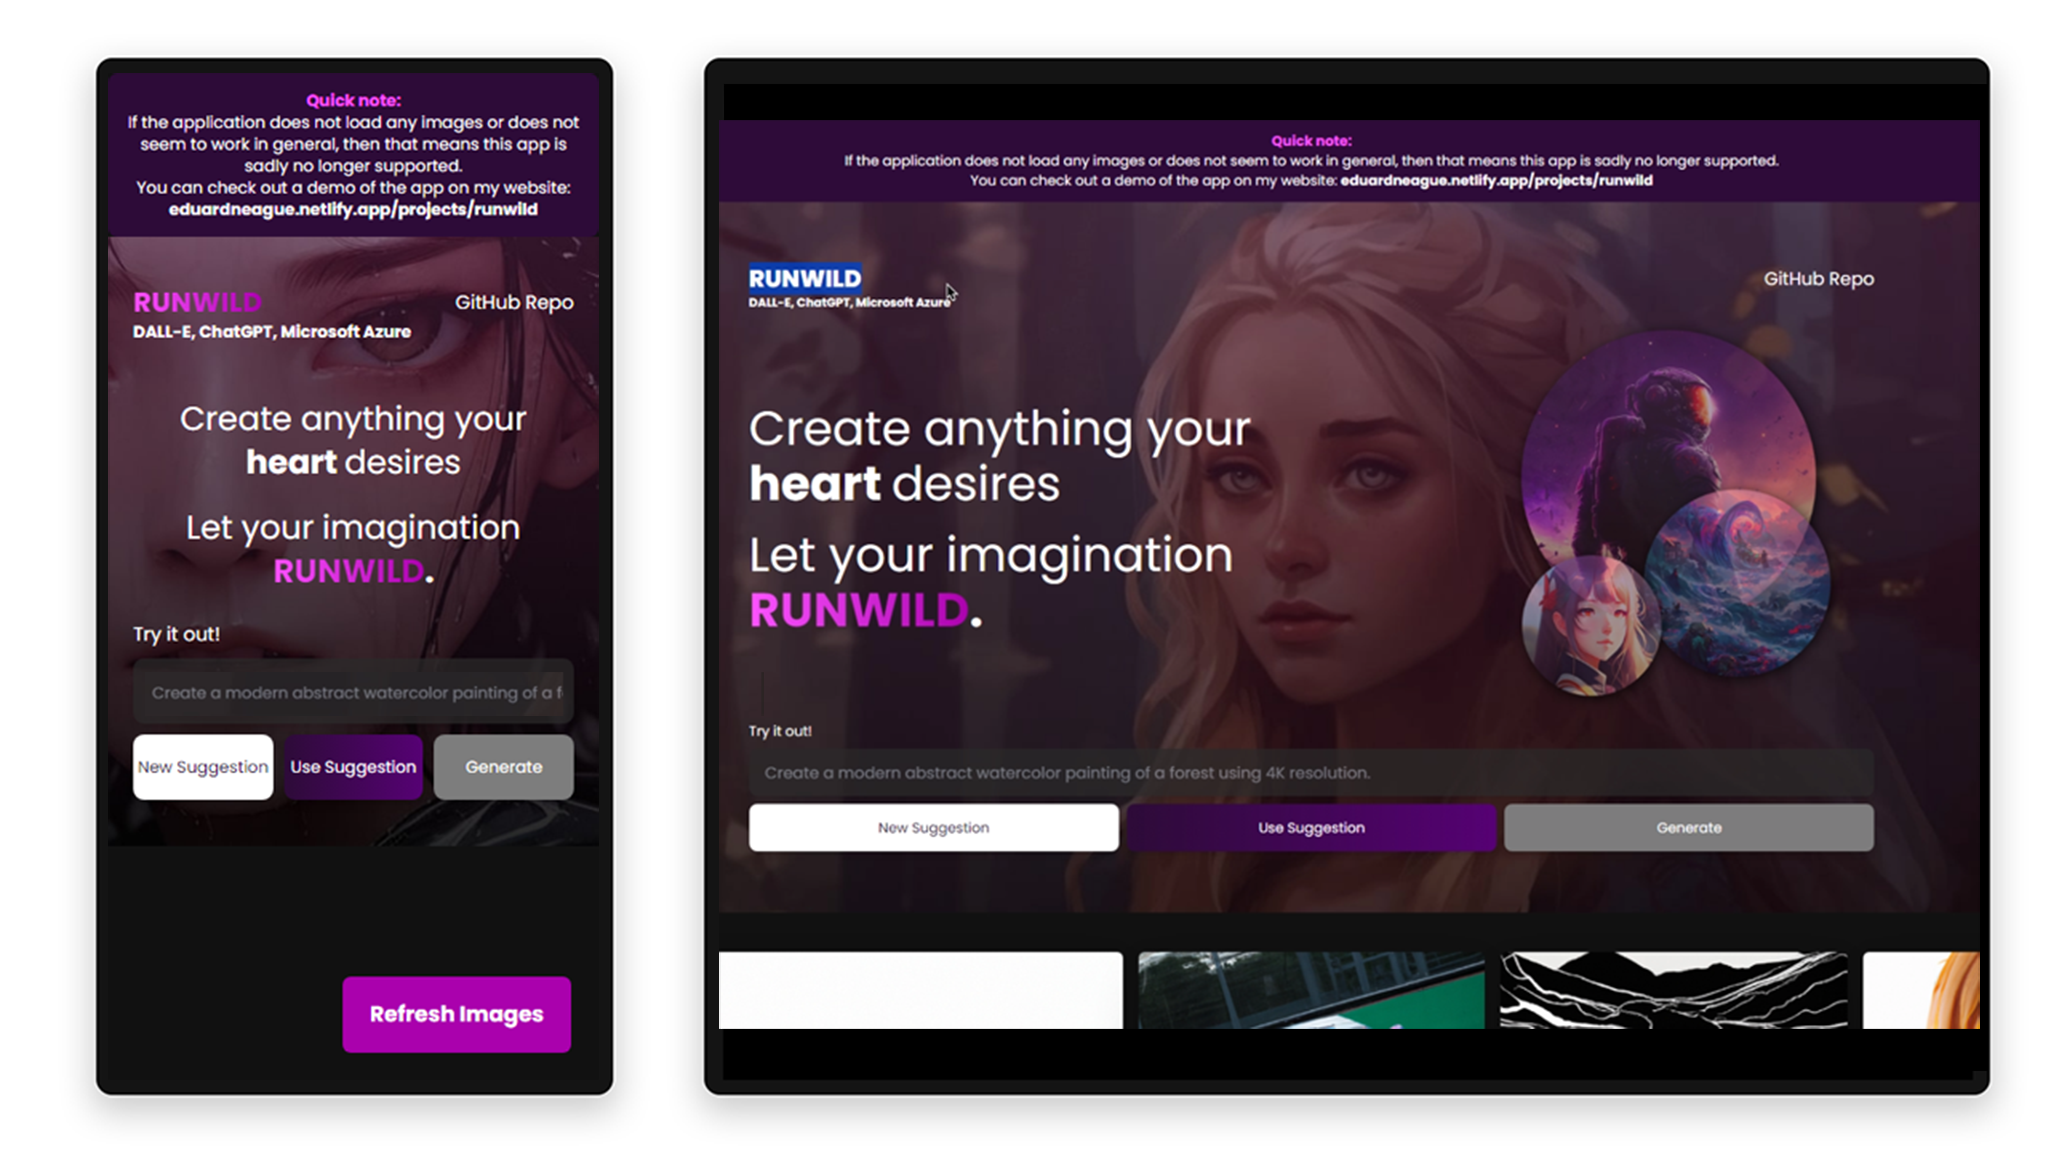 Quick note:
If the application does not load any images or does not
seem to work in general, then that means this app is
sadly no longer supported.
You can check out a demo of the app on my website:
eduardneague.netlify.app/projects/runwild
RUNWILD
GitHub Repo
DALL-E, ChatGPT, Microsoft Azure
Create anything your
heart desires
Let your imagination
RUNWILD.
Try it out!
Create a modern abstract watercolor painting of a f
New Suggestion
Use Suggestion
Generate
Refresh Images
Quick note:
If the application does not load any images or does not seem to work in general, then that means this app is sadly no longer supported.
You can check out a demo of the app on my website: eduardneague.netlify.app/projects/runwild
RUNWILD
GitHub Repo
DALL-E, ChatGPT, Microsoft Azure
Create anything your
heart desires
Let your imagination
RUNWILD.
Try it out!
Create a modern abstract watercolor painting of a forest using 4K resolution.
New Suggestion
Use Suggestion
Generate